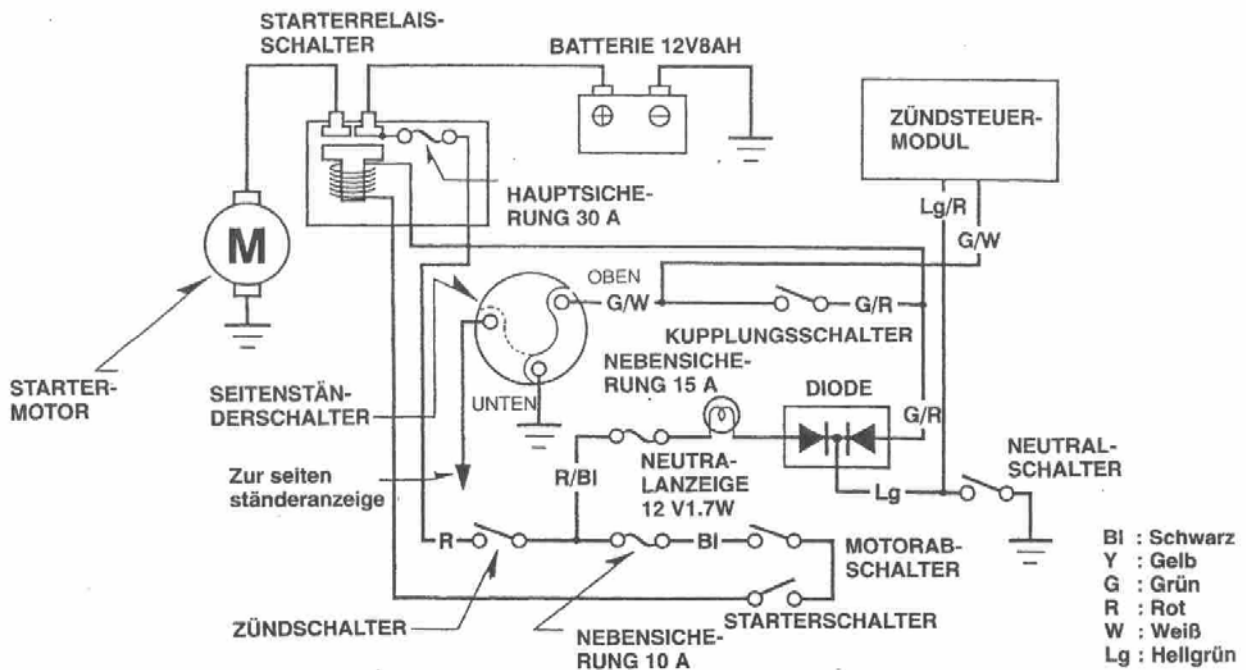 STARTERRELAIS-
SCHALTER
BATTERIE 12V8AH
ZÜNDSTEUER-
MODUL
HAUPTSICHE-
RUNG 30 A
Lg/R
G/W
M
OBEN
G/W
G/R
KUPPLUNGSSCHALTER
STARTER-
MOTOR
SEITENSTÄN-
DERSCHALTER
UNTEN
NEBENSICHE-
RUNG 15 A
DIODE
G/R
NEUTRAL-
SCHALTER
Zur seiten
ständeranzeige
R/Bl
NEUTRA-
LANZEIGE
12 V1.7W
Lg
R
Bl
MOTORAB-
SCHALTER
ZÜNDSCHALTER
NEBENSICHE-
RUNG 10 A
STARTERSCHALTER
Bl : Schwarz
Y : Gelb
G : Grün
R : Rot
W : Weiß
Lg : Hellgrün